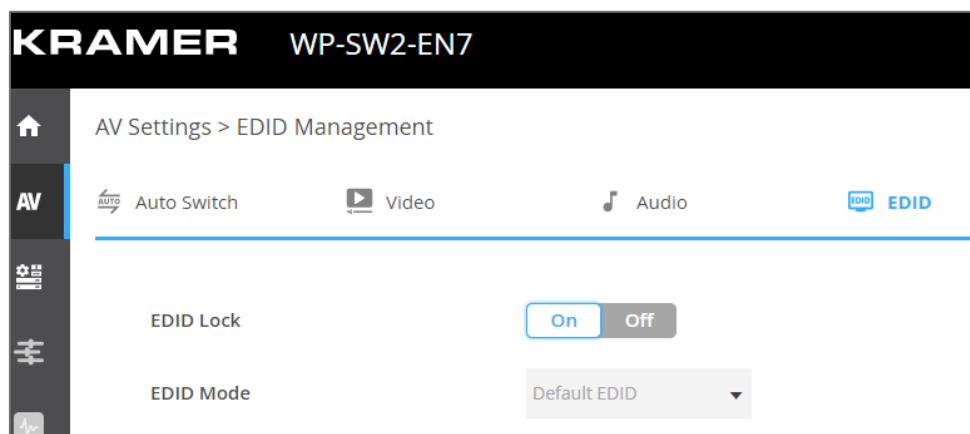 KRAMER WP-SW2-EN7
AV Settings > EDID Management
AV
AUTO Auto Switch Video Audio EDID EDID
EDID Lock On Off
EDID Mode Default EDID